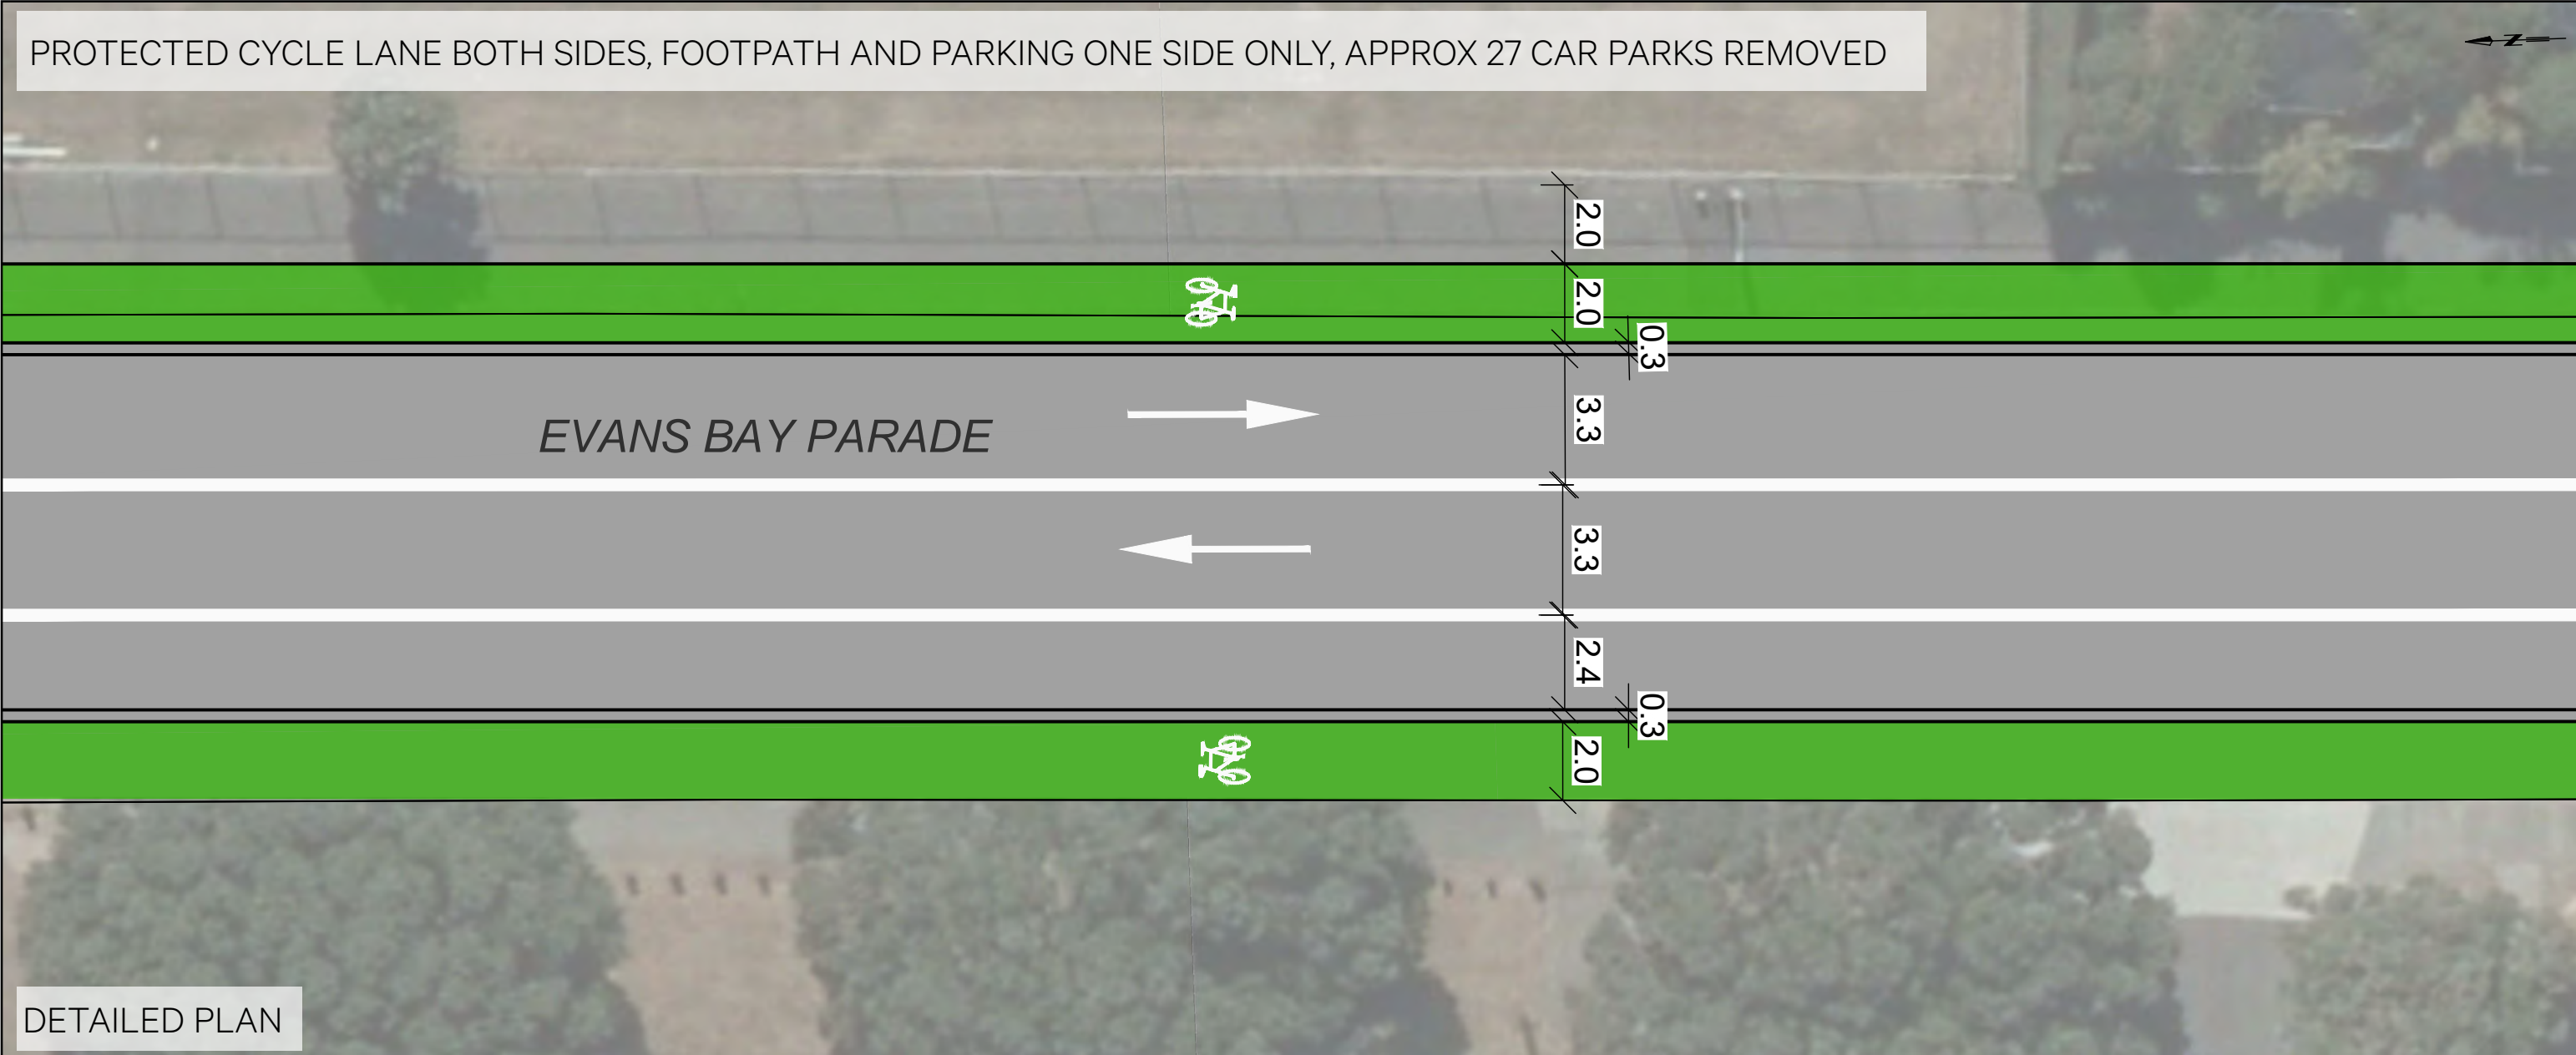 PROTECTED CYCLE LANE BOTH SIDES, FOOTPATH AND PARKING ONE SIDE ONLY, APPROX 27 CAR PARKS REMOVED
N
2.0
2.0
0.3
3.3
EVANS BAY PARADE
3.3
2.4
0.3
2.0
DETAILED PLAN